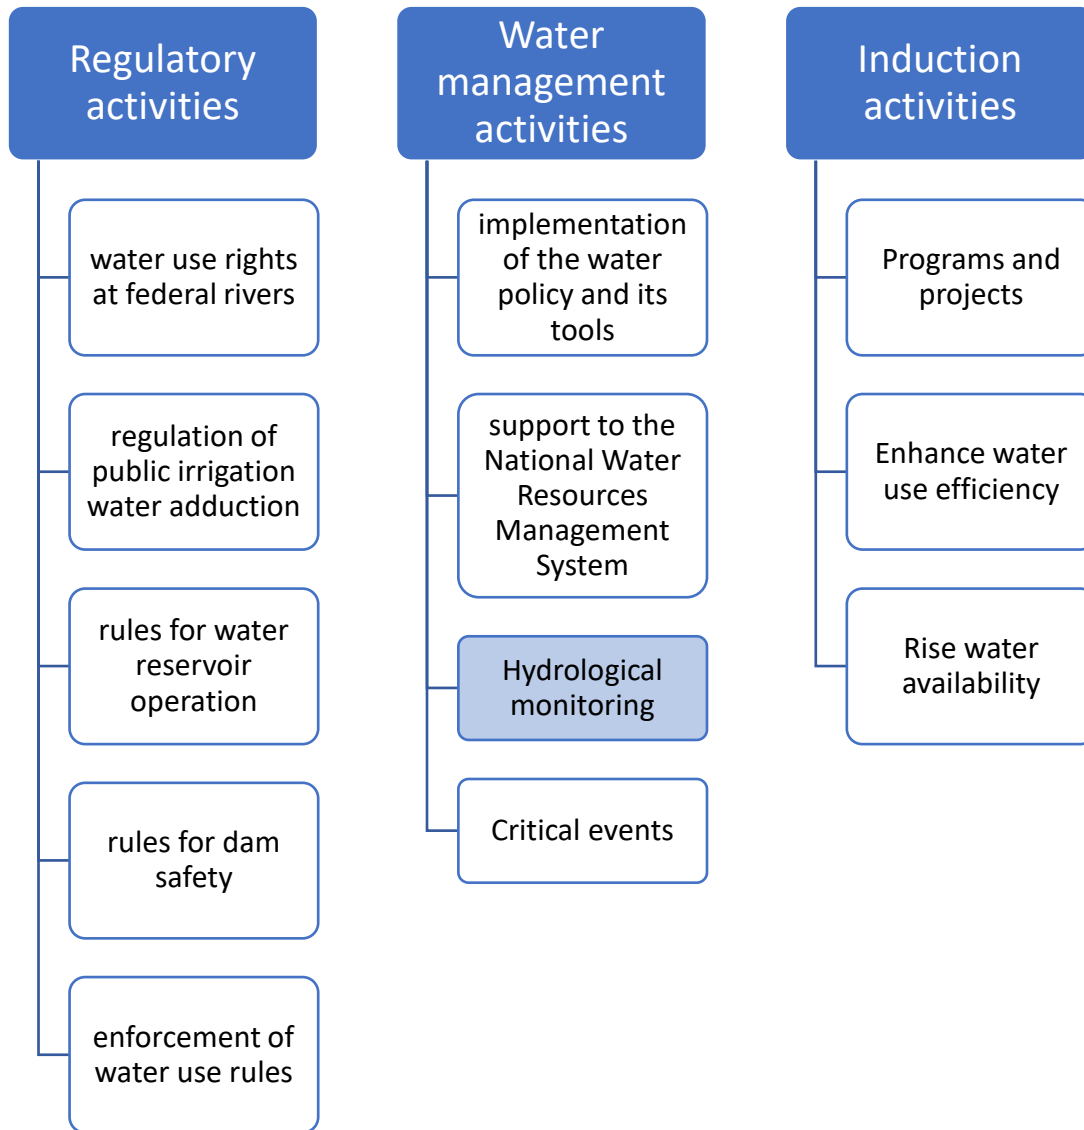 Regulatory
activities
water use rights
at federal rivers
regulation of
public irrigation
water adduction
rules for water
reservoir
operation
rules for dam
safety
enforcement of
water use rules
Water
management
activities
implementation
of the water
policy and its
tools
support to the
National Water
Resources
Management
System
Hydrological
monitoring
Critical events
Induction
activities
Programs and
projects
Enhance water
use efficiency
Rise water
availability